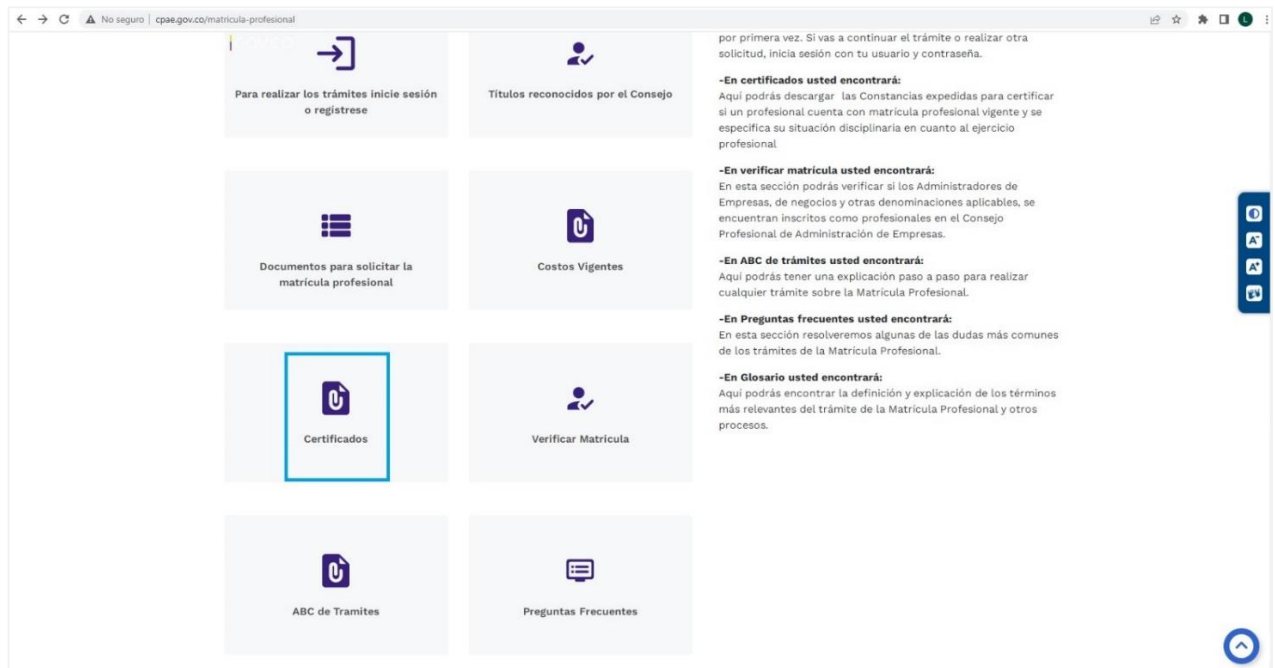 No seguro | cpae.gov.co/matricula-profesional
L
Para realizar los trámites inicie sesión
o regístrese
Títulos reconocidos por el Consejo
Documentos para solicitar la
matrícula profesional
Costos Vigentes
Certificados
Verificar Matricula
ABC de Tramites
Preguntas Frecuentes
por primera vez. Si vas a continuar el trámite o realizar otra
solicitud, inicia sesión con tu usuario y contraseña.
-En certificados usted encontrará:
Aquí podrás descargar las Constancias expedidas para certificar
si un profesional cuenta con matrícula profesional vigente y se
especifica su situación disciplinaria en cuanto al ejercicio
profesional
-En verificar matrícula usted encontrará:
En esta sección podrás verificar si los Administradores de
Empresas, de negocios y otras denominaciones aplicables, se
encuentran inscritos como profesionales en el Consejo
Profesional de Administración de Empresas.
-En ABC de trámites usted encontrará:
Aquí podrás tener una explicación paso a paso para realizar
cualquier trámite sobre la Matrícula Profesional.
-En Preguntas frecuentes usted encontrará:
En esta sección resolveremos algunas de las dudas más comunes
de los trámites de la Matrícula Profesional.
-En Glosario usted encontrará:
Aquí podrás encontrar la definición y explicación de los términos
más relevantes del trámite de la Matrícula Profesional y otros
procesos.
A-
A+